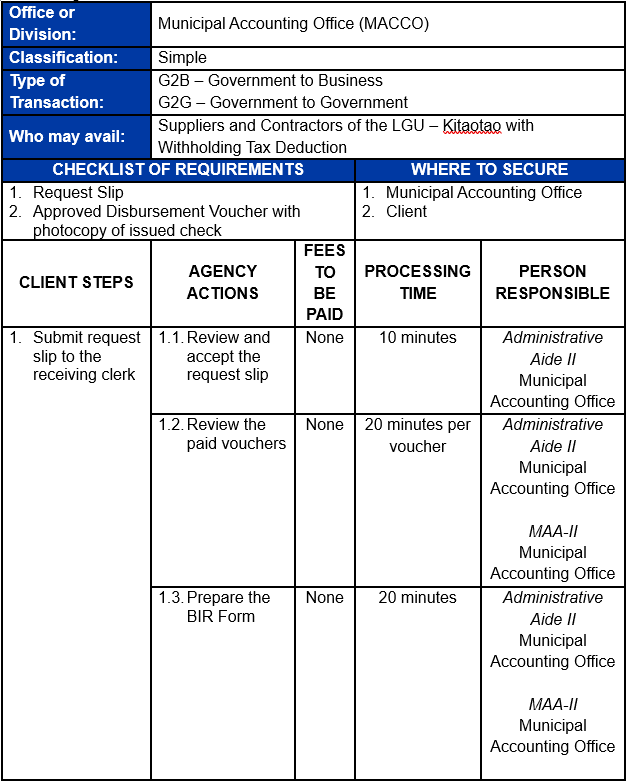 Office or
Division:
Municipal Accounting Office (MACCO)
Classification:
Simple
Type of
Transaction:
G2B – Government to Business
G2G – Government to Government
Who may avail:
Suppliers and Contractors of the LGU – Kitaotao with
Withholding Tax Deduction
CHECKLIST OF REQUIREMENTS
WHERE TO SECURE
1. Request Slip
2. Approved Disbursement Voucher with
photocopy of issued check
1. Municipal Accounting Office
2. Client
CLIENT STEPS
AGENCY
ACTIONS
FEES
TO
BE
PAID
PROCESSING
TIME
PERSON
RESPONSIBLE
1. Submit request
slip to the
receiving clerk
1.1. Review and
accept the
request slip
None
10 minutes
Administrative
Aide II
Municipal
Accounting Office
1.2. Review the
paid vouchers
None
20 minutes per
voucher
Administrative
Aide II
Municipal
Accounting Office
MAA-II
Municipal
Accounting Office
1.3. Prepare the
BIR Form
None
20 minutes
Administrative
Aide II
Municipal
Accounting Office
MAA-II
Municipal
Accounting Office